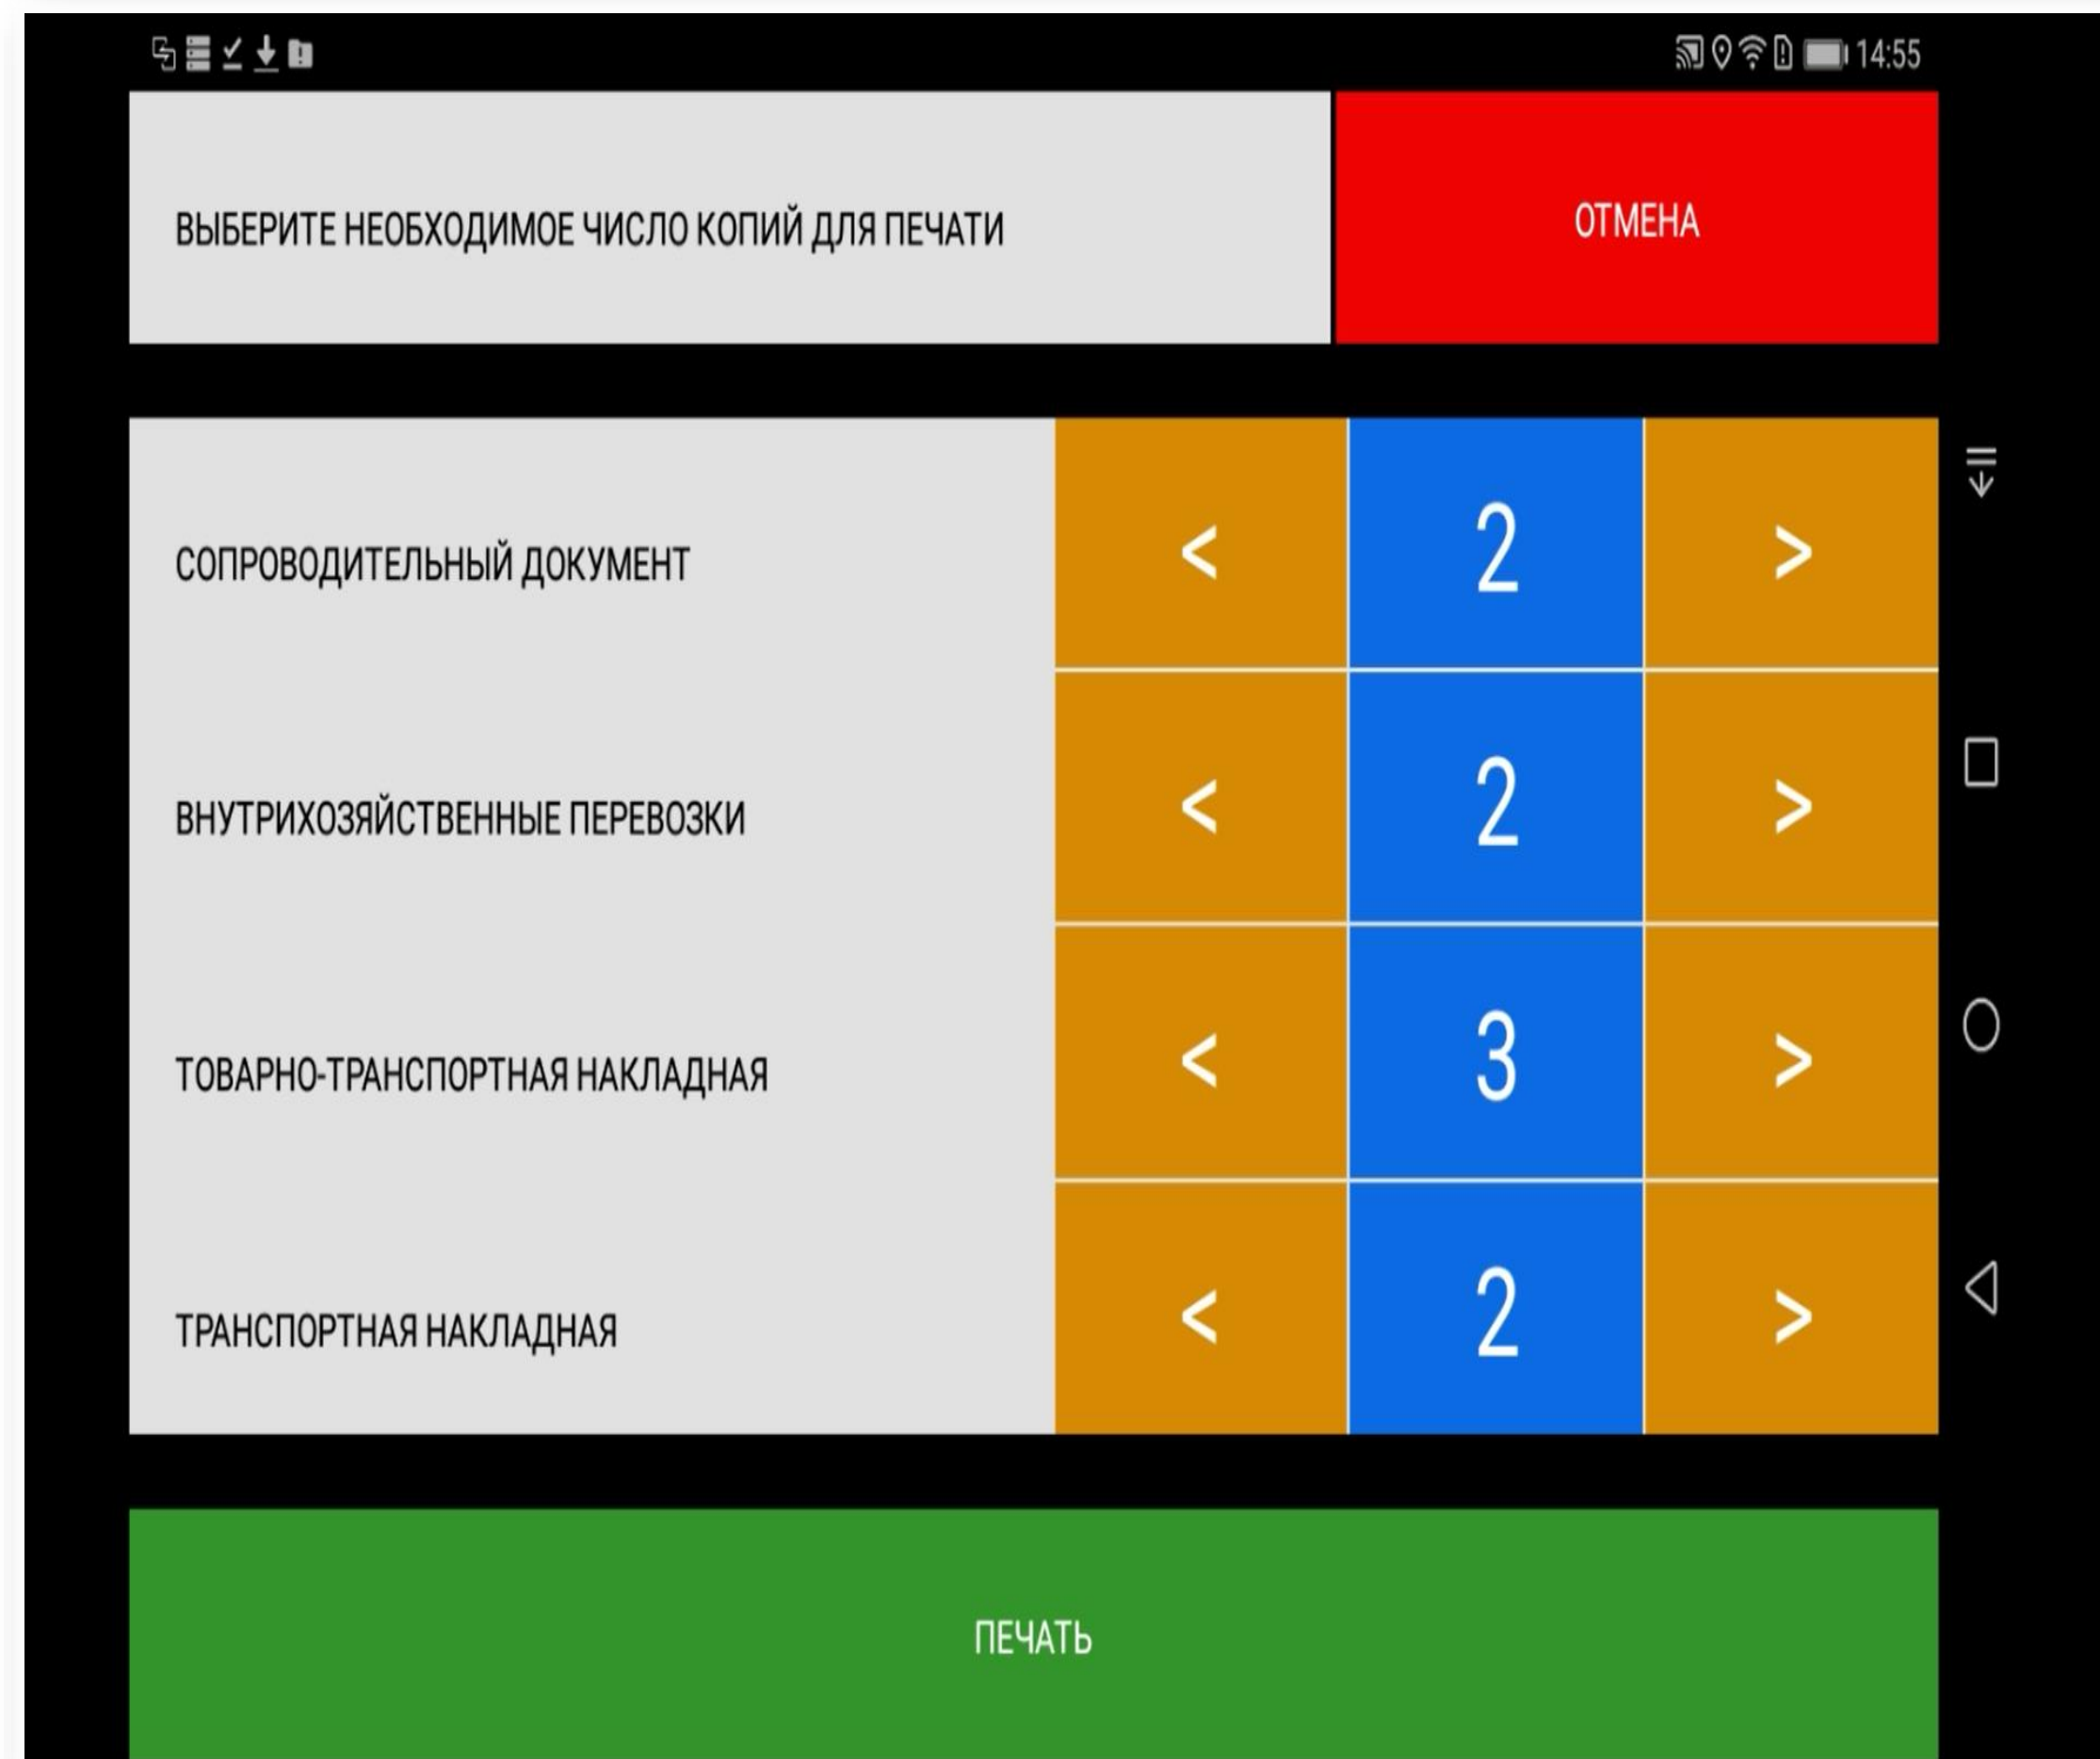 14:55
ВЫБЕРИТЕ НЕОБХОДИМОЕ ЧИСЛО КОПИЙ ДЛЯ ПЕЧАТИ
ОТМЕНА
СОПРОВОДИТЕЛЬНЫЙ ДОКУМЕНТ < 2 >
ВНУТРИХОЗЯЙСТВЕННЫЕ ПЕРЕВОЗКИ < 2 >
ТОВАРНО-ТРАНСПОРТНАЯ НАКЛАДНАЯ < 3 >
ТРАНСПОРТНАЯ НАКЛАДНАЯ < 2 >
ПЕЧАТЬ